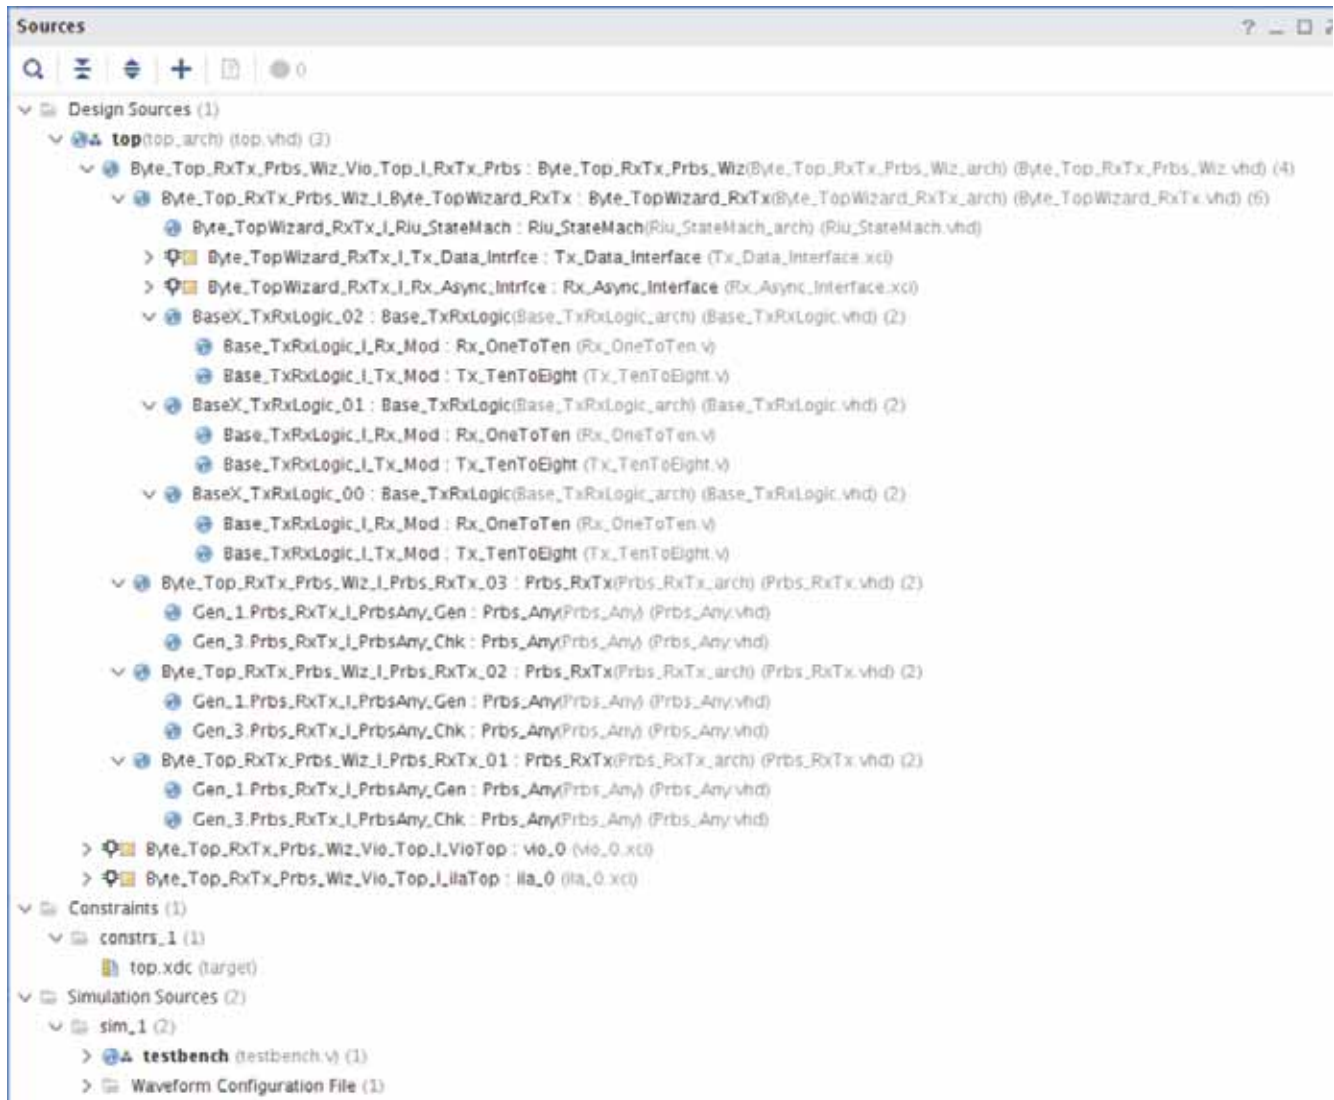 Sources
0
Design Sources (1)
top(top_arch) (top.vhd) (3)
Byte_Top_RxTx_Prbs_Wiz_Vio_Top_I_RxTx_Prbs : Byte_Top_RxTx_Prbs_Wiz(Byte_Top_RxTx_Prbs_Wiz_arch) (Byte_Top_RxTx_Prbs_Wiz.vhd) (4)
Byte_Top_RxTx_Prbs_Wiz_I_Byte_TopWizard_RxTx : Byte_TopWizard_RxTx(Byte_TopWizard_RxTx_arch) (Byte_TopWizard_RxTx.vhd) (6)
Byte_TopWizard_RxTx_I_Riu_StateMach : Riu_StateMach(Riu_StateMach_arch) (Riu_StateMach.vhd)
Byte_TopWizard_RxTx_I_Tx_Data_Intrfce : Tx_Data_Interface (Tx_Data_Interface.xci)
Byte_TopWizard_RxTx_I_Rx_Async_Intrfce : Rx_Async_Interface (Rx_Async_Interface.xci)
BaseX_TxRxLogic_02 : Base_TxRxLogic(Base_TxRxLogic_arch) (Base_TxRxLogic.vhd) (2)
Base_TxRxLogic_I_Rx_Mod : Rx_OneToTen (Rx_OneToTen.v)
Base_TxRxLogic_I_Tx_Mod : Tx_TenToEight (Tx_TenToEight.v)
BaseX_TxRxLogic_01 : Base_TxRxLogic(Base_TxRxLogic_arch) (Base_TxRxLogic.vhd) (2)
Base_TxRxLogic_I_Rx_Mod : Rx_OneToTen (Rx_OneToTen.v)
Base_TxRxLogic_I_Tx_Mod : Tx_TenToEight (Tx_TenToEight.v)
BaseX_TxRxLogic_00 : Base_TxRxLogic(Base_TxRxLogic_arch) (Base_TxRxLogic.vhd) (2)
Base_TxRxLogic_I_Rx_Mod : Rx_OneToTen (Rx_OneToTen.v)
Base_TxRxLogic_I_Tx_Mod : Tx_TenToEight (Tx_TenToEight.v)
Byte_Top_RxTx_Prbs_Wiz_I_Prbs_RxTx_03 : Prbs_RxTx(Prbs_RxTx_arch) (Prbs_RxTx.vhd) (2)
Gen_1.Prbs_RxTx_I_PrbsAny_Gen : Prbs_Any(Prbs_Any) (Prbs_Any.vhd)
Gen_3.Prbs_RxTx_I_PrbsAny_Chk : Prbs_Any(Prbs_Any) (Prbs_Any.vhd)
Byte_Top_RxTx_Prbs_Wiz_I_Prbs_RxTx_02 : Prbs_RxTx(Prbs_RxTx_arch) (Prbs_RxTx.vhd) (2)
Gen_1.Prbs_RxTx_I_PrbsAny_Gen : Prbs_Any(Prbs_Any) (Prbs_Any.vhd)
Gen_3.Prbs_RxTx_I_PrbsAny_Chk : Prbs_Any(Prbs_Any) (Prbs_Any.vhd)
Byte_Top_RxTx_Prbs_Wiz_I_Prbs_RxTx_01 : Prbs_RxTx(Prbs_RxTx_arch) (Prbs_RxTx.vhd) (2)
Gen_1.Prbs_RxTx_I_PrbsAny_Gen : Prbs_Any(Prbs_Any) (Prbs_Any.vhd)
Gen_3.Prbs_RxTx_I_PrbsAny_Chk : Prbs_Any(Prbs_Any) (Prbs_Any.vhd)
Byte_Top_RxTx_Prbs_Wiz_Vio_Top_I_VioTop : vio_0 (vio_0.xci)
Byte_Top_RxTx_Prbs_Wiz_Vio_Top_I_ilaTop : ila_0 (ila_0.xci)
Constraints (1)
constrs_1 (1)
top.xdc (target)
Simulation Sources (2)
sim_1 (2)
testbench (testbench.v) (1)
Waveform Configuration File (1)